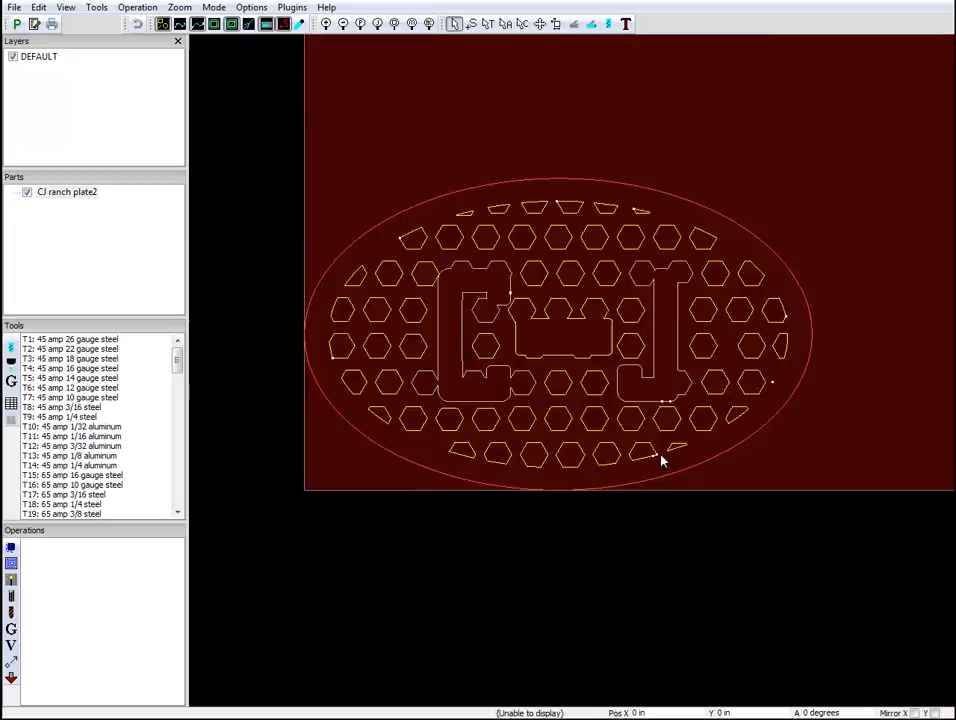 File Edit View Tools Operation Zoom Mode Options Plugins Help
P T
Layers
DEFAULT
Parts
CJ ranch plate2
Tools
T1: 45 amp 26 gauge steel
T2: 45 amp 22 gauge steel
T3: 45 amp 18 gauge steel
T4: 45 amp 16 gauge steel
T5: 45 amp 14 gauge steel
T6: 45 amp 12 gauge steel
T7: 45 amp 10 gauge steel
T8: 45 amp 3/16 steel
T9: 45 amp 1/4 steel
T10: 45 amp 1/32 aluminum
T11: 45 amp 1/16 aluminum
T12: 45 amp 3/32 aluminum
T13: 45 amp 1/8 aluminum
T14: 45 amp 1/4 aluminum
T15: 65 amp 16 gauge steel
T16: 65 amp 10 gauge steel
T17: 65 amp 3/16 steel
T18: 65 amp 1/4 steel
T19: 65 amp 3/8 steel
G
Operations
G
V
(Unable to display) Pos X 0 in Y 0 in A 0 degrees Mirror X Y